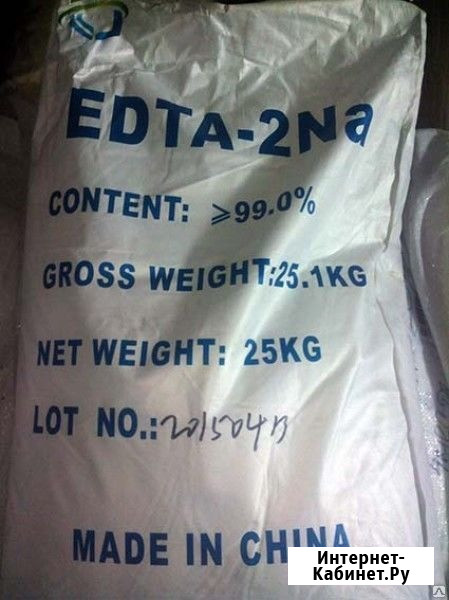 EDTA-2Na
CONTENT: ≥99.0%
GROSS WEIGHT:25.1KG
NET WEIGHT: 25KG
LOT NO.:201504B
MADE IN CHINA
Интернет-
Кабинет.Ру